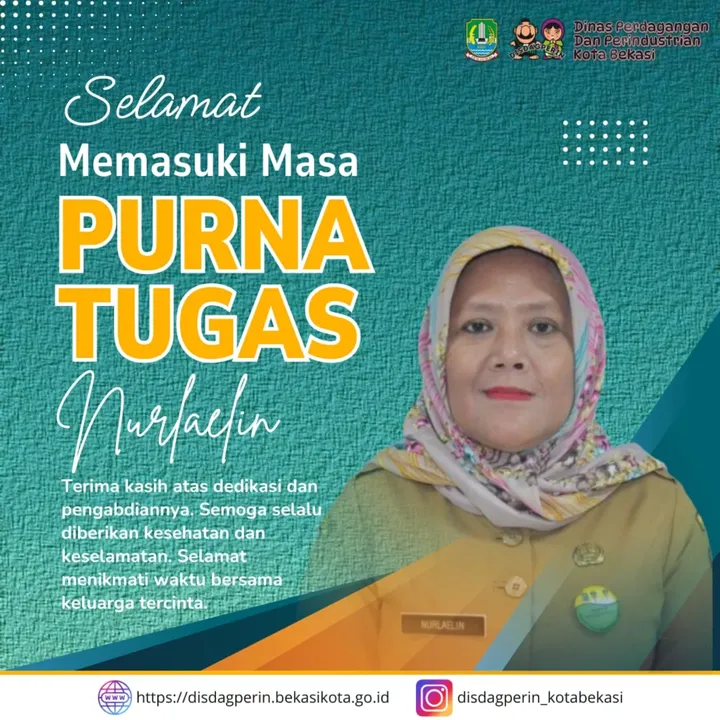 Dinas Perdagangan
Dan Perindustrian
Kota Bekasi
Selamat
Memasuki Masa
PURNA
TUGAS
Nurlaelin
Terima kasih atas dedikasi dan
pengabdiannya. Semoga selalu
diberikan kesehatan dan
keselamatan. Selamat
menikmati waktu bersama
keluarga tercinta.
NURLAELIN
https://disdagperin.bekasikota.go.id
disdagperin_kotabekasi